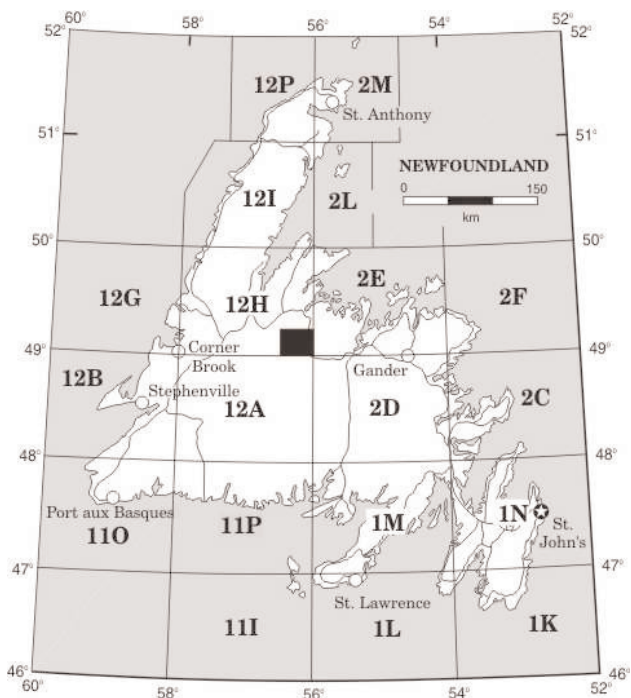 60° 58° 56° 54° 52°
52° 52°
12P 2M
St. Anthony
51° 51°
NEWFOUNDLAND
0 150
km
12I 2L
50° 50°
2E
12G 12H 2F
49° 49°
Corner
Brook
Gander
12B
Stephenville
12A 2D 2C
48° 48°
Port aux Basques
11O 11P 1M 1N
St.
John's
47° 47°
St. Lawrence
11I 1L 1K
46° 46°
60° 58° 56° 54° 52°